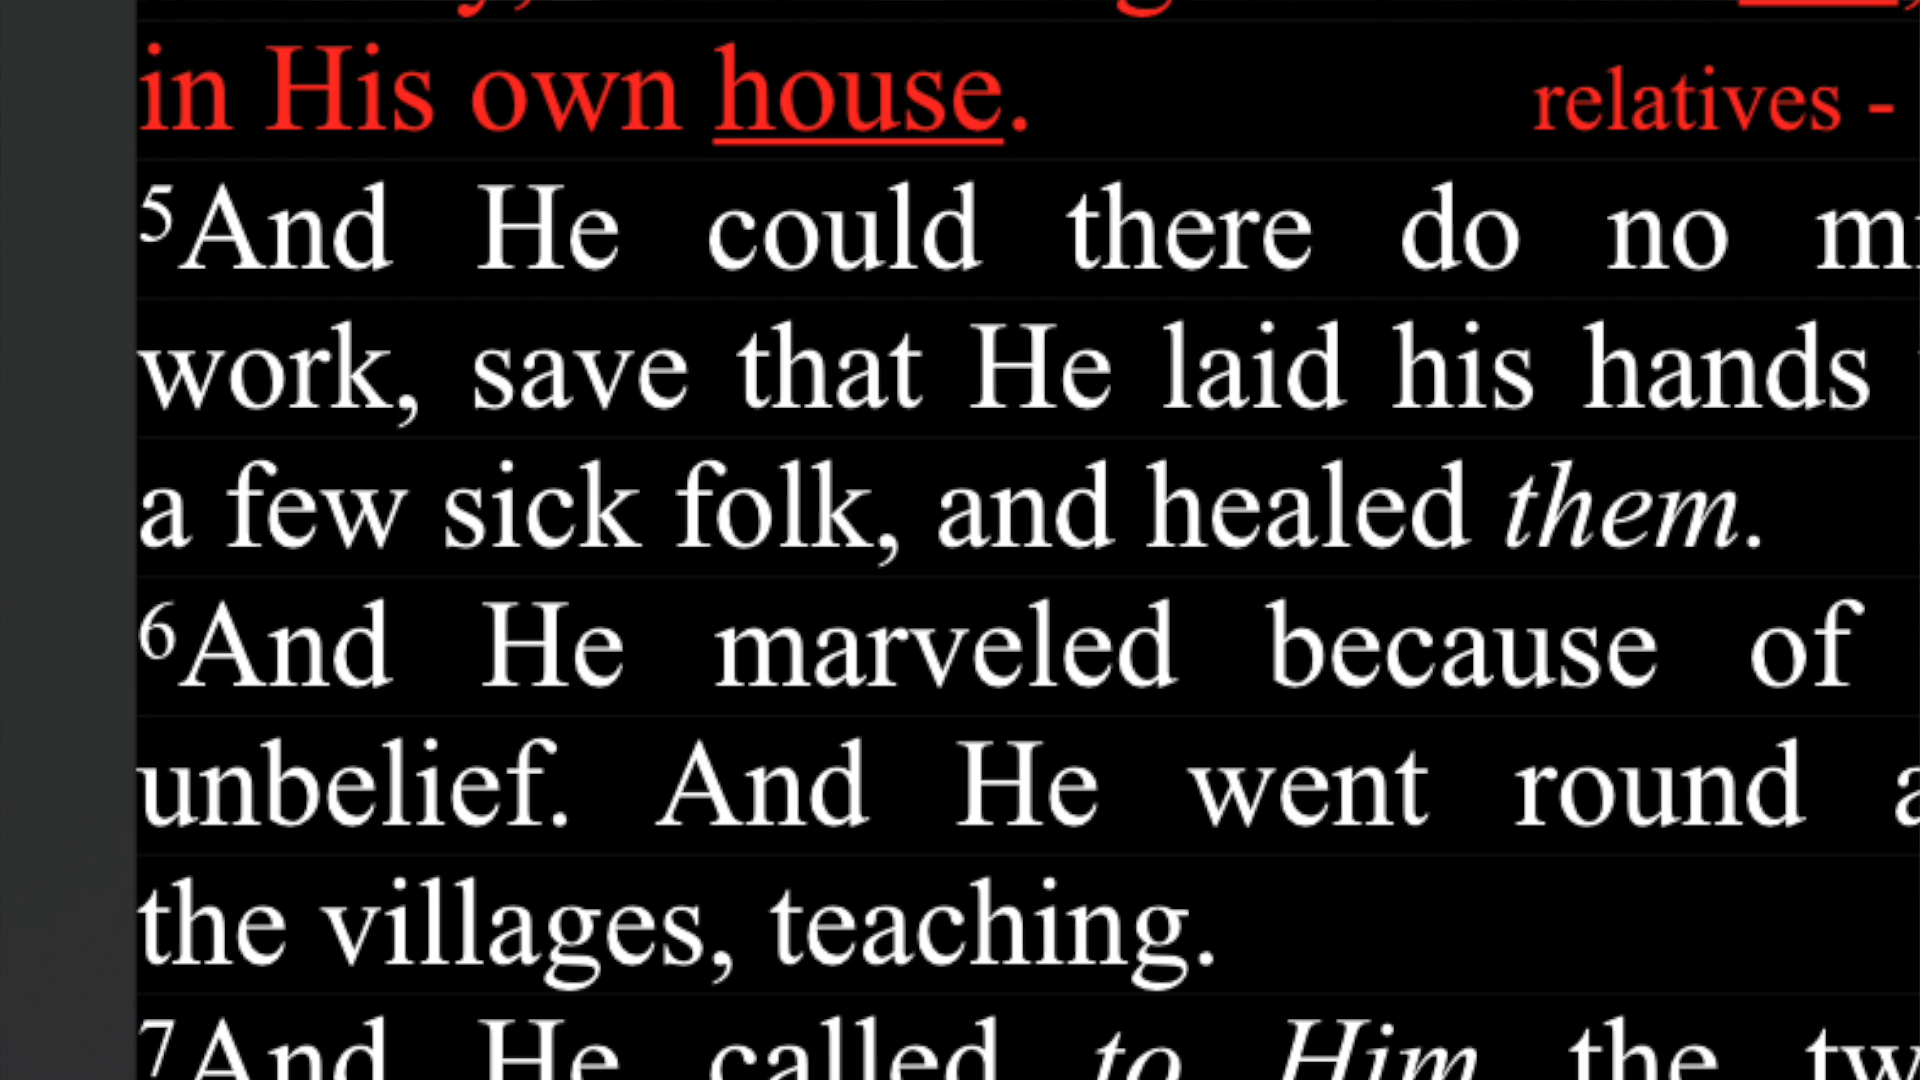 in His own house. relatives -
5And He could there do no
work, save that He laid his hands
a few sick folk, and healed them.
6And He marveled because of
unbelief. And He went round
the villages, teaching.
7And He called to Him the